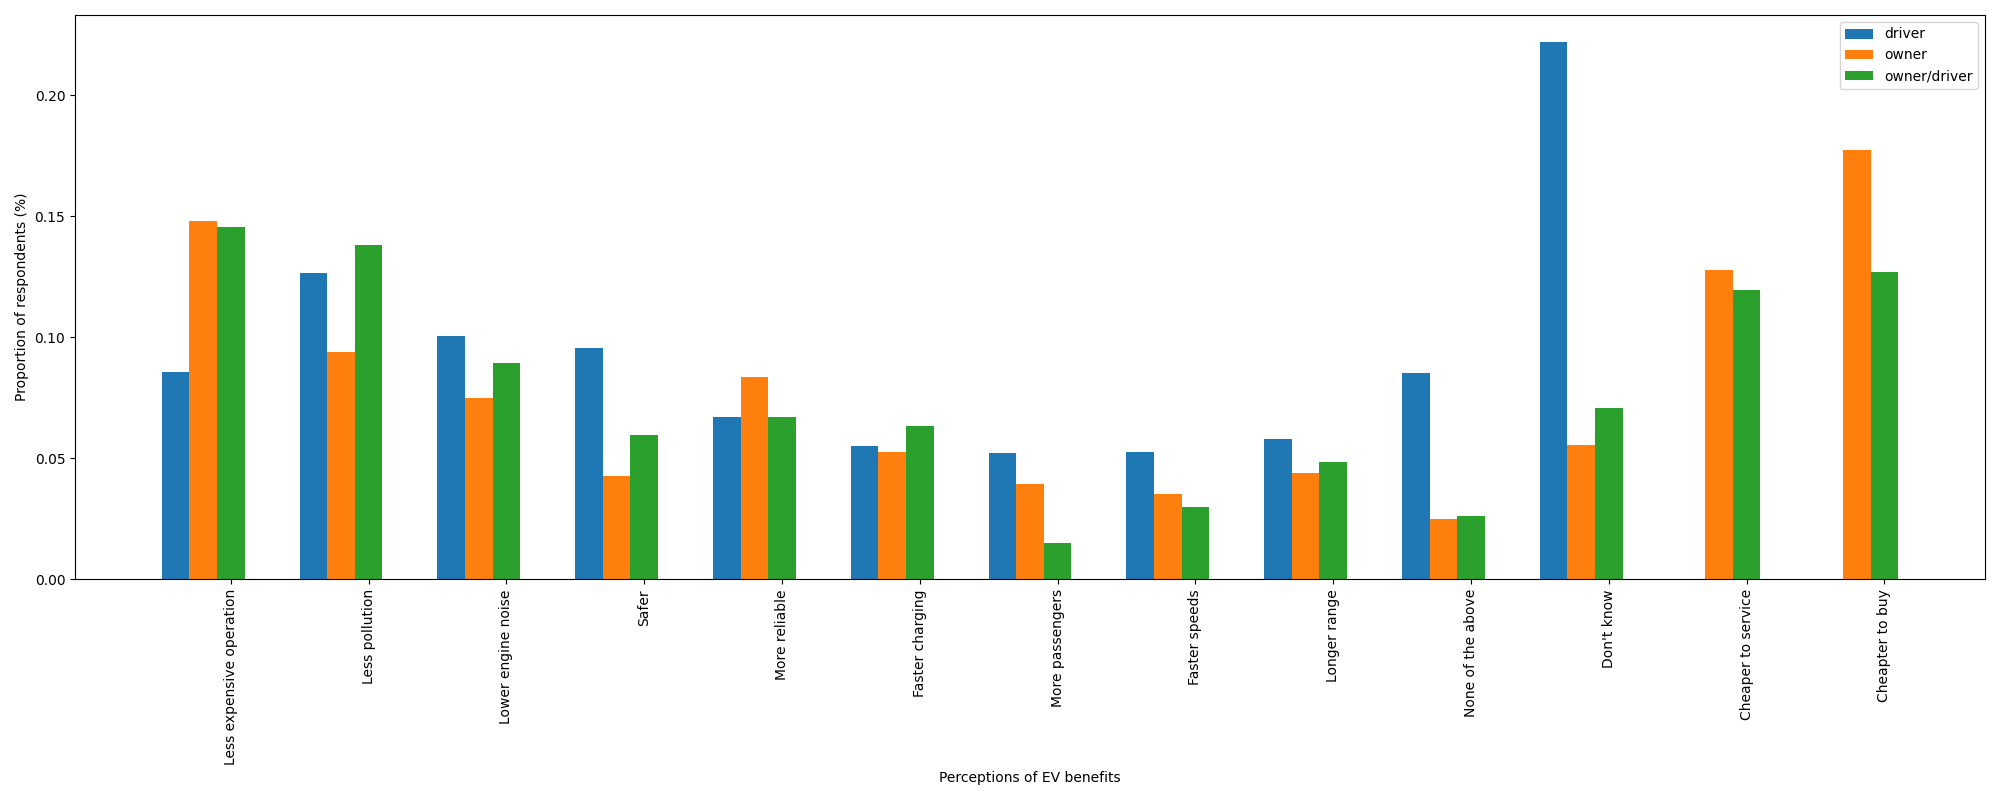 driver
owner
owner/driver
Proportion of respondents (%)
0.20
0.15
0.10
0.05
0.00
Less expensive operation
Less pollution
Lower engine noise
Safer
More reliable
Faster charging
More passengers
Faster speeds
Longer range
None of the above
Don't know
Cheaper to service
Cheapter to buy
Perceptions of EV benefits